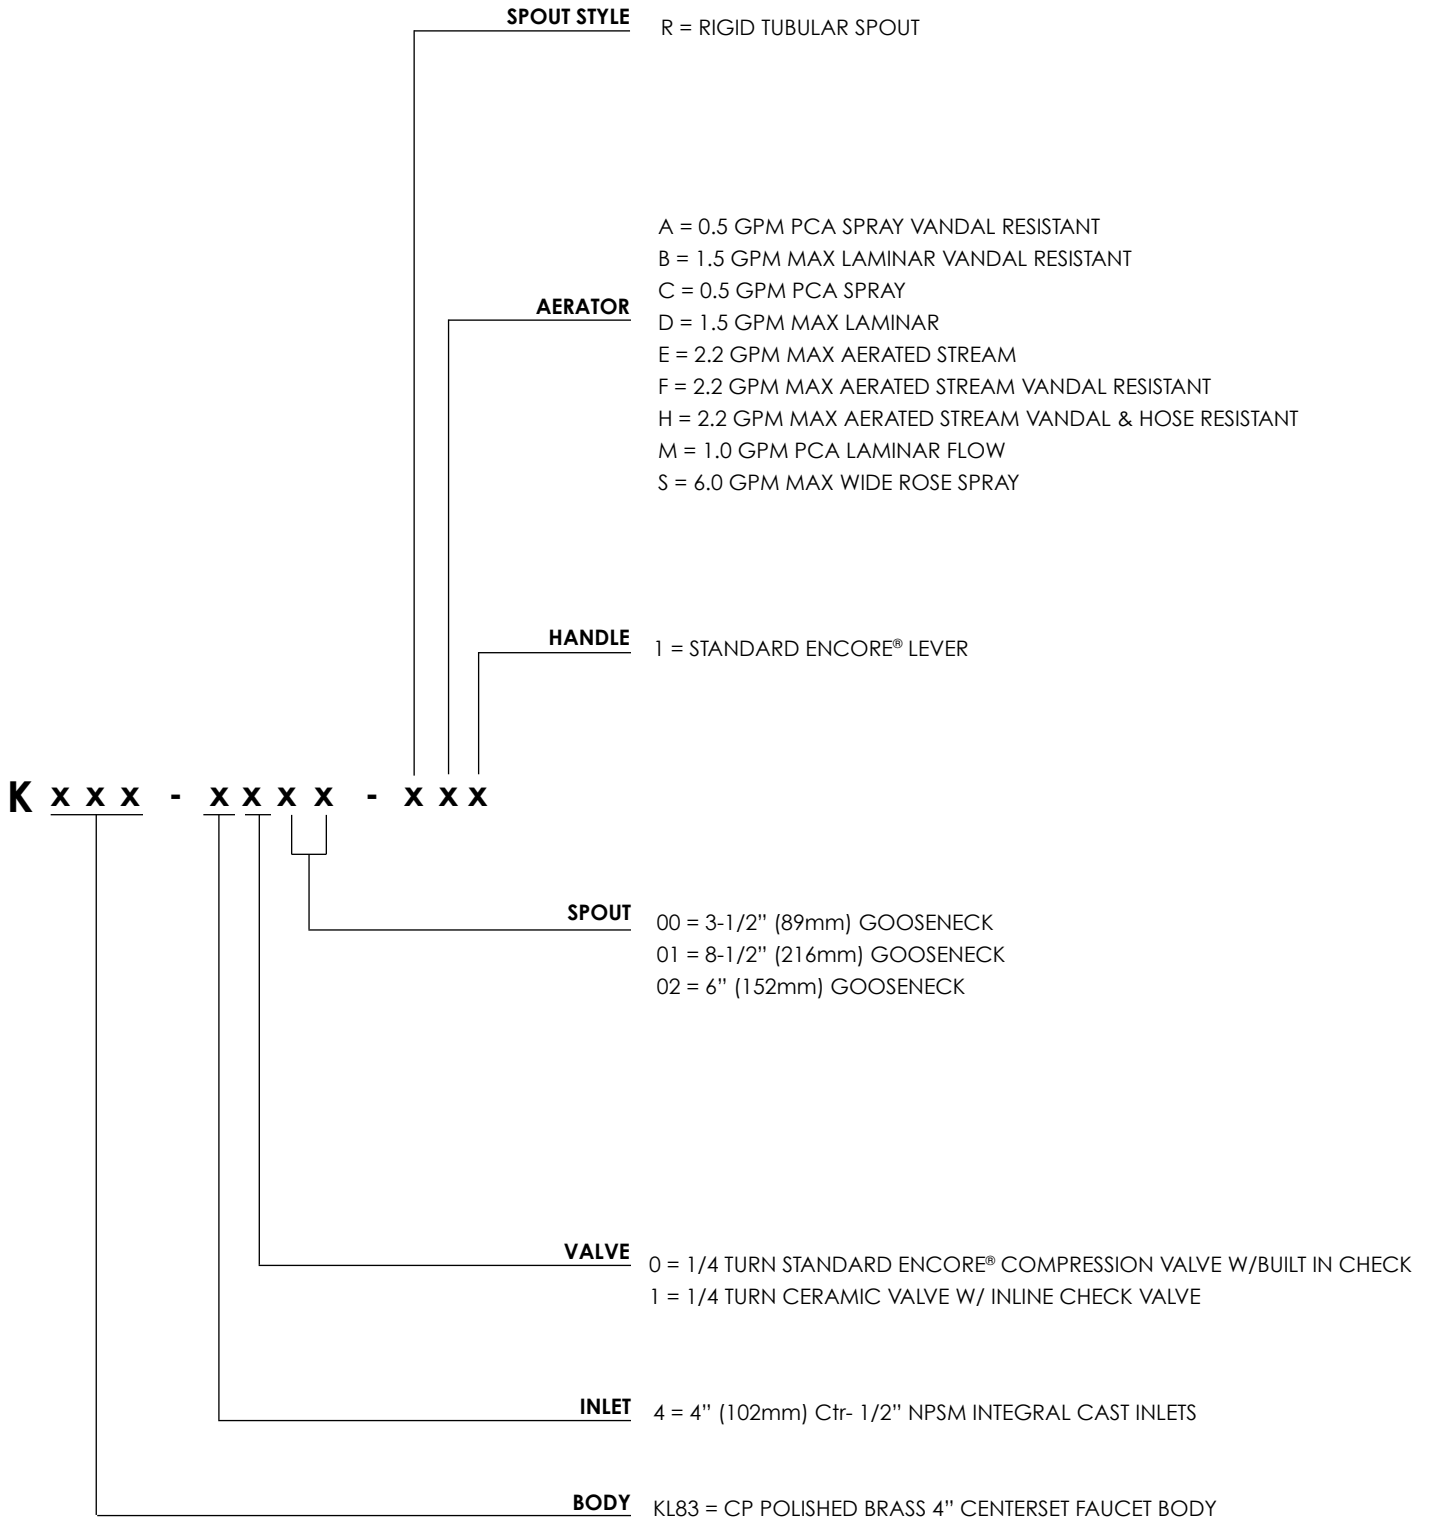 SPOUT STYLE
R = RIGID TUBULAR SPOUT
A = 0.5 GPM PCA SPRAY VANDAL RESISTANT
B = 1.5 GPM MAX LAMINAR VANDAL RESISTANT
C = 0.5 GPM PCA SPRAY
AERATOR
D = 1.5 GPM MAX LAMINAR
E = 2.2 GPM MAX AERATED STREAM
F = 2.2 GPM MAX AERATED STREAM VANDAL RESISTANT
H = 2.2 GPM MAX AERATED STREAM VANDAL & HOSE RESISTANT
M = 1.0 GPM PCA LAMINAR FLOW
S = 6.0 GPM MAX WIDE ROSE SPRAY
HANDLE
1 = STANDARD ENCORE® LEVER
K x x x - x x x x - x x x
SPOUT
00 = 3-1/2” (89mm) GOOSENECK
01 = 8-1/2” (216mm) GOOSENECK
02 = 6” (152mm) GOOSENECK
VALVE
0 = 1/4 TURN STANDARD ENCORE® COMPRESSION VALVE W/BUILT IN CHECK
1 = 1/4 TURN CERAMIC VALVE W/ INLINE CHECK VALVE
INLET
4 = 4” (102mm) Ctr- 1/2” NPSM INTEGRAL CAST INLETS
BODY
KL83 = CP POLISHED BRASS 4” CENTERSET FAUCET BODY